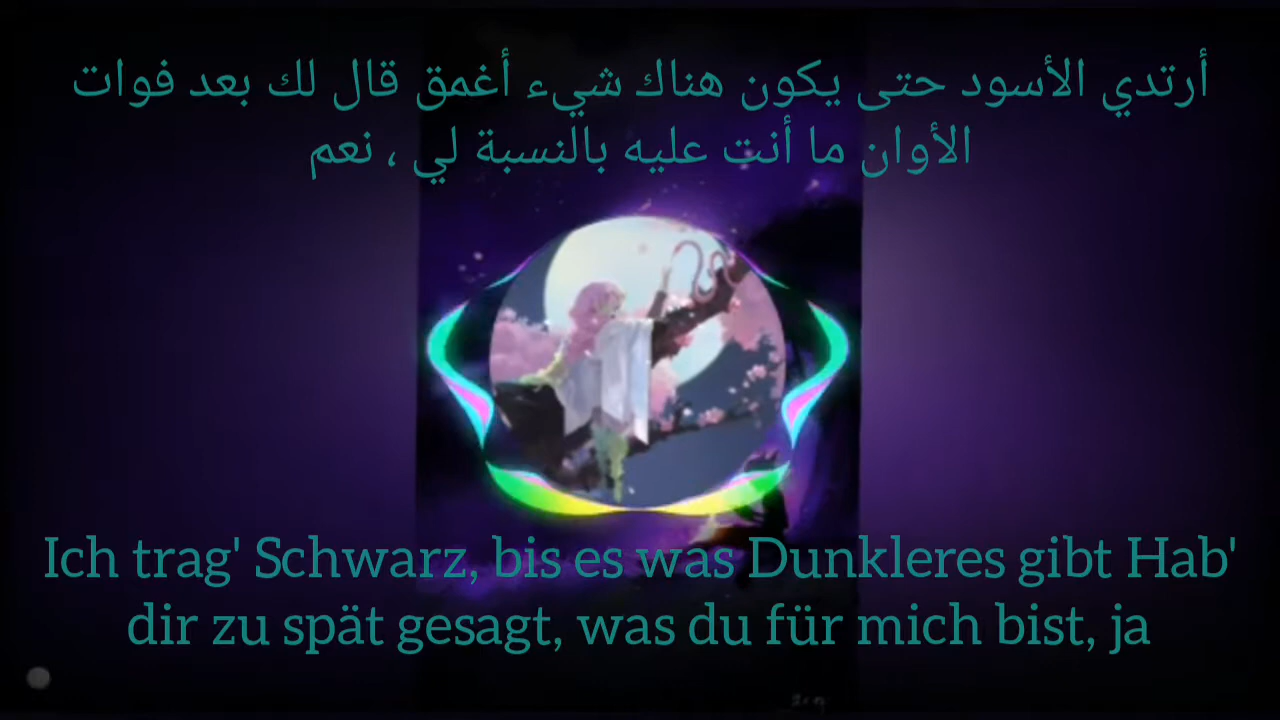 أرتدي الأسود حتى يكون هناك شيء أغمق قال لك بعد فوات
الأوان ما أنت عليه بالنسبة لي ، نعم
Ich trag' Schwarz, bis es was Dunkleres gibt Hab'
dir zu spät gesagt, was du für mich bist, ja